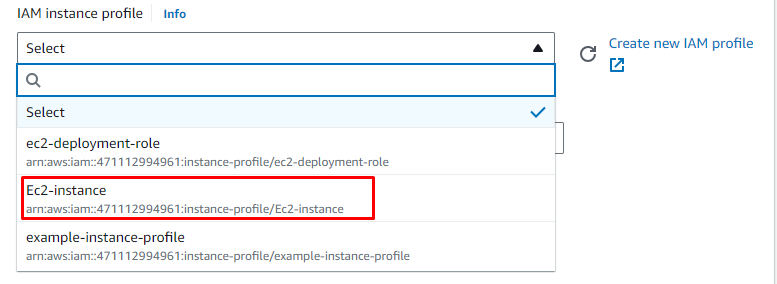 IAM instance profile Info
Select
Create new IAM profile
Select
ec2-deployment-role
arn:aws:iam::471112994961:instance-profile/ec2-deployment-role
Ec2-instance
arn:aws:iam::471112994961:instance-profile/Ec2-instance
example-instance-profile
arn:aws:iam::471112994961:instance-profile/example-instance-profile